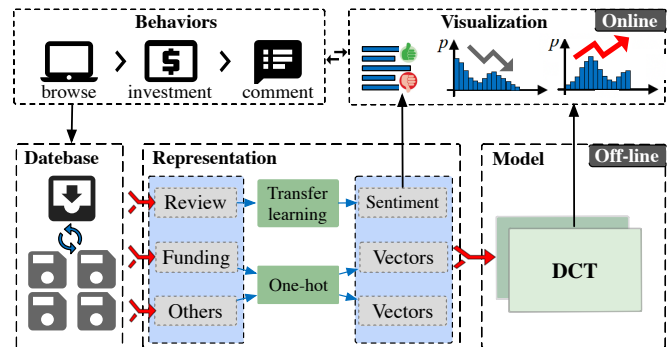 Behaviors
browse
investment
comment
Visualization
Online
p
p
Datebase
Representation
Review
Transfer
learning
Sentiment
Funding
One-hot
Vectors
Others
Vectors
Model
Off-line
DCT